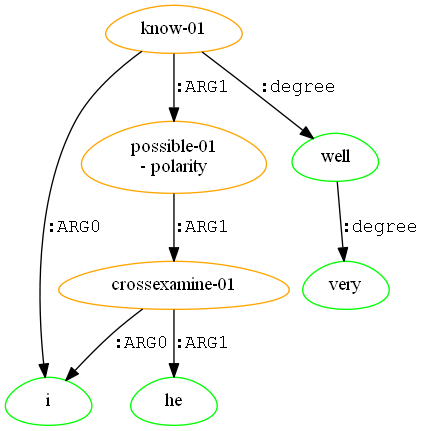 know-01
:ARG1
:degree
possible-01
- polarity
well
:ARG0
:ARG1
:degree
crossexamine-01
very
:ARG0
:ARG1
i
he